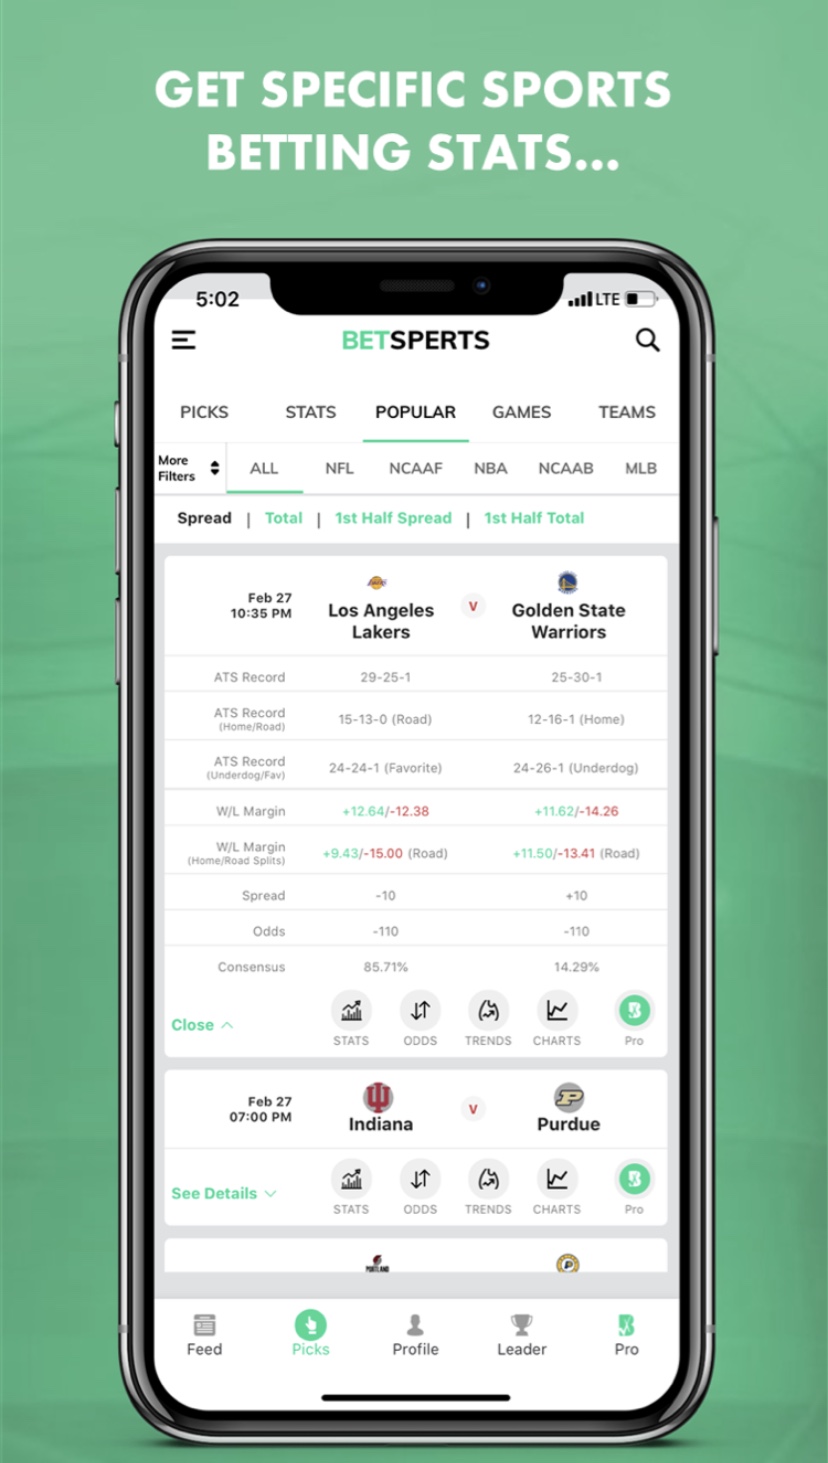 GET SPECIFIC SPORTS
BETTING STATS...
5:02
LTE
BETSPERTS
PICKS STATS POPULAR GAMES TEAMS
More
Filters
ALL NFL NCAAF NBA NCAAB MLB
Spread | Total | 1st Half Spread | 1st Half Total
Feb 27
10:35 PM
Los Angeles
Lakers
V
Golden State
Warriors
ATS Record 29-25-1 25-30-1
ATS Record
(Home/Road)
15-13-0 (Road) 12-16-1 (Home)
ATS Record
(Underdog/Fav)
24-24-1 (Favorite) 24-26-1 (Underdog)
W/L Margin +12.64/-12.38 +11.62/-14.26
W/L Margin
(Home/Road Splits)
+9.43/-15.00 (Road) +11.50/-13.41 (Road)
Spread -10 +10
Odds -110 -110
Consensus 85.71% 14.29%
Close
STATS ODDS TRENDS CHARTS Pro
Feb 27
07:00 PM
Indiana
V
Purdue
See Details
STATS ODDS TRENDS CHARTS Pro
PORTLAND
Feed Picks Profile Leader Pro